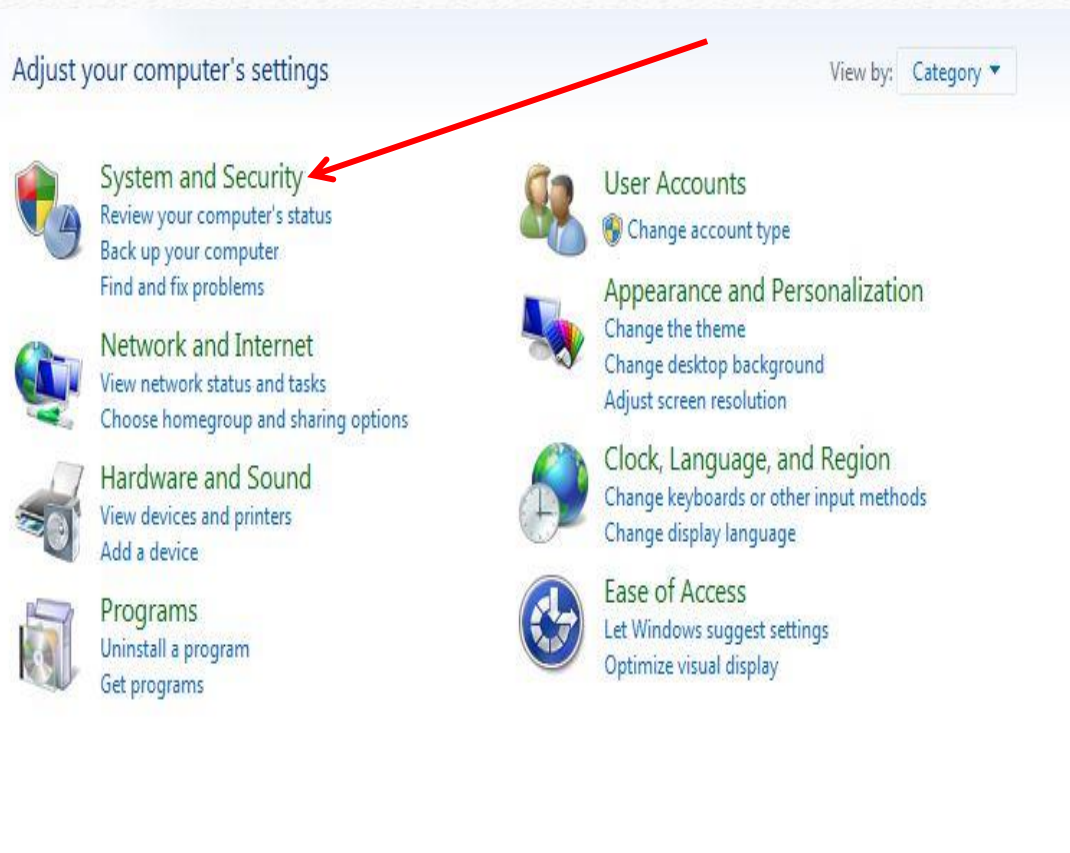 Adjust your computer's settings
View by: Category
System and Security
Review your computer's status
Back up your computer
Find and fix problems
Network and Internet
View network status and tasks
Choose homegroup and sharing options
Hardware and Sound
View devices and printers
Add a device
Programs
Uninstall a program
Get programs
User Accounts
Change account type
Appearance and Personalization
Change the theme
Change desktop background
Adjust screen resolution
Clock, Language, and Region
Change keyboards or other input methods
Change display language
Ease of Access
Let Windows suggest settings
Optimize visual display